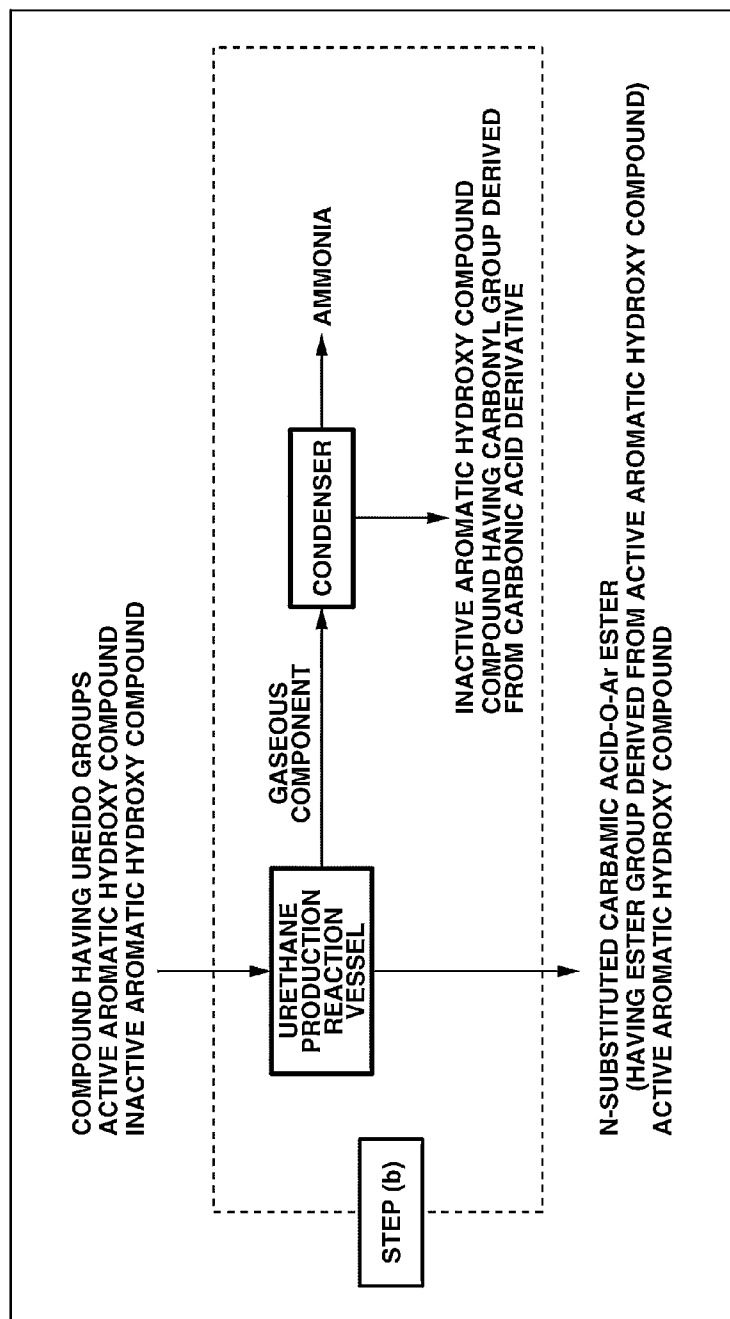 COMPOUND HAVING UREIDO GROUPS
ACTIVE AROMATIC HYDROXY COMPOUND
INACTIVE AROMATIC HYDROXY COMPOUND
STEP (b)
URETHANE
PRODUCTION
REACTION
VESSEL
GASEOUS
COMPONENT
CONDENSER
AMMONIA
INACTIVE AROMATIC HYDROXY COMPOUND
COMPOUND HAVING CARBONYL GROUP DERIVED
FROM CARBONIC ACID DERIVATIVE
N-SUBSTITUTED CARBAMIC ACID-O-Ar ESTER
(HAVING ESTER GROUP DERIVED FROM ACTIVE AROMATIC HYDROXY COMPOUND)
ACTIVE AROMATIC HYDROXY COMPOUND